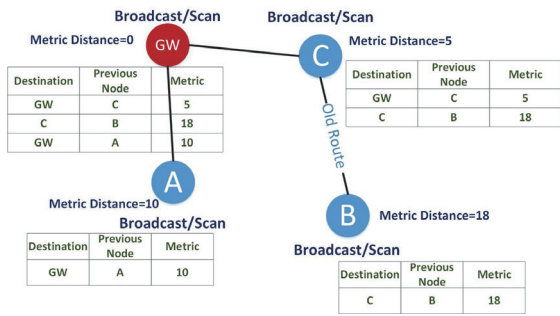 Broadcast/Scan
Metric Distance=0
GW
Destination Previous Node Metric
GW C 5
C B 18
GW A 10
Broadcast/Scan
C
Metric Distance=5
Destination Previous Node Metric
GW C 5
C B 18
Old Route
A
Metric Distance=10
Broadcast/Scan
Destination Previous Node Metric
GW A 10
B
Metric Distance=18
Broadcast/Scan
Destination Previous Node Metric
C B 18